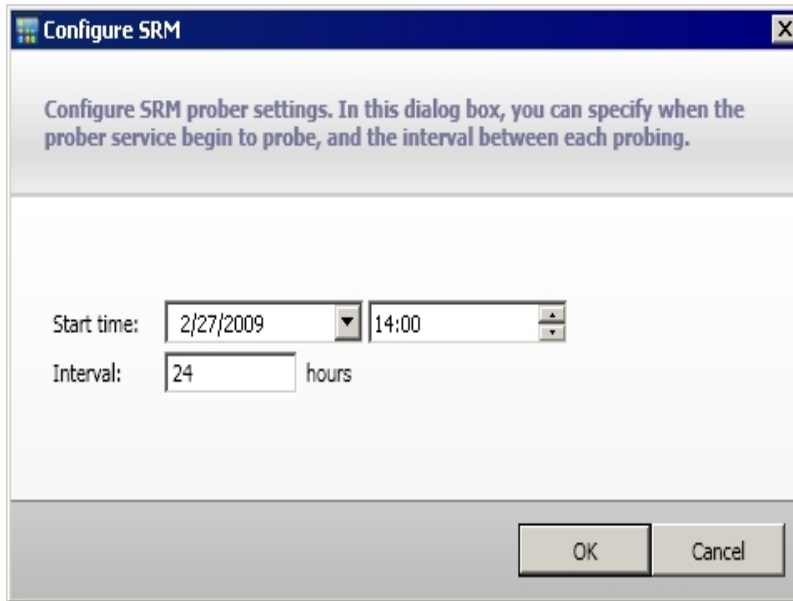 Configure SRM
Configure SRM prober settings. In this dialog box, you can specify when the
prober service begin to probe, and the interval between each probing.
Start time: 2/27/2009 14:00
Interval: 24 hours
OK Cancel